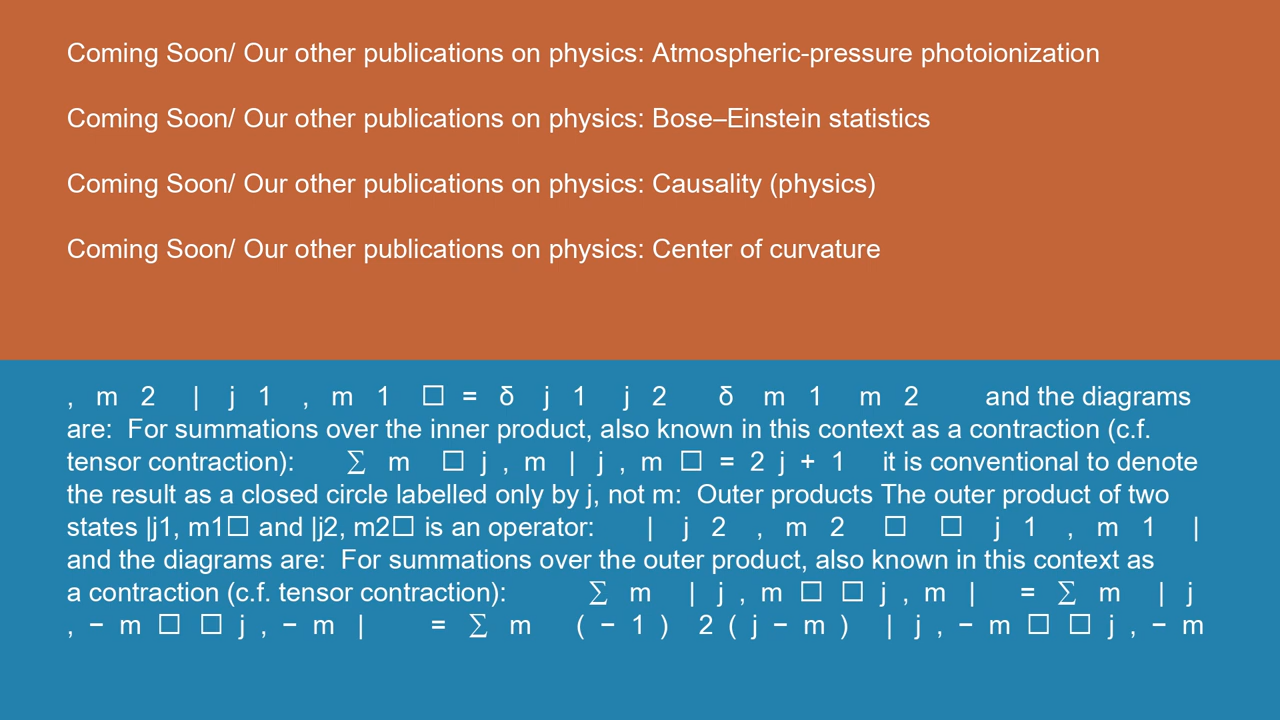 Coming Soon/ Our other publications on physics: Atmospheric-pressure photoionization
Coming Soon/ Our other publications on physics: Bose–Einstein statistics
Coming Soon/ Our other publications on physics: Causality (physics)
Coming Soon/ Our other publications on physics: Center of curvature
, m 2 | j 1 , m 1 □ = δ j 1 j 2 δ m 1 m 2 and the diagrams
are: For summations over the inner product, also known in this context as a contraction (c.f.
tensor contraction): ∑ m □ j , m | j , m □ = 2 j + 1 it is conventional to denote
the result as a closed circle labelled only by j, not m: Outer products The outer product of two
states |j1, m1□ and |j2, m2□ is an operator: | j 2 , m 2 □ □ j 1 , m 1 |
and the diagrams are: For summations over the outer product, also known in this context as
a contraction (c.f. tensor contraction): ∑ m | j , m □ □ j , m | = ∑ m | j
, − m □ □ j , − m | = ∑ m ( − 1 ) 2 ( j − m ) | j , − m □ □ j , − m